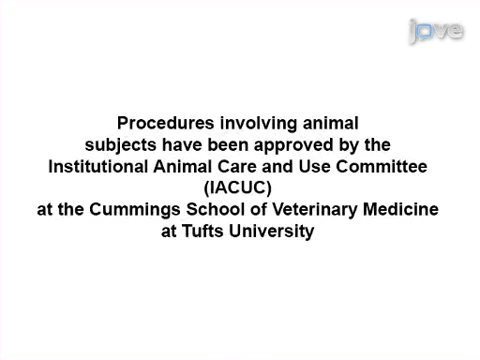 jove
Procedures involving animal
subjects have been approved by the
Institutional Animal Care and Use Committee
(IACUC)
at the Cummings School of Veterinary Medicine
at Tufts University